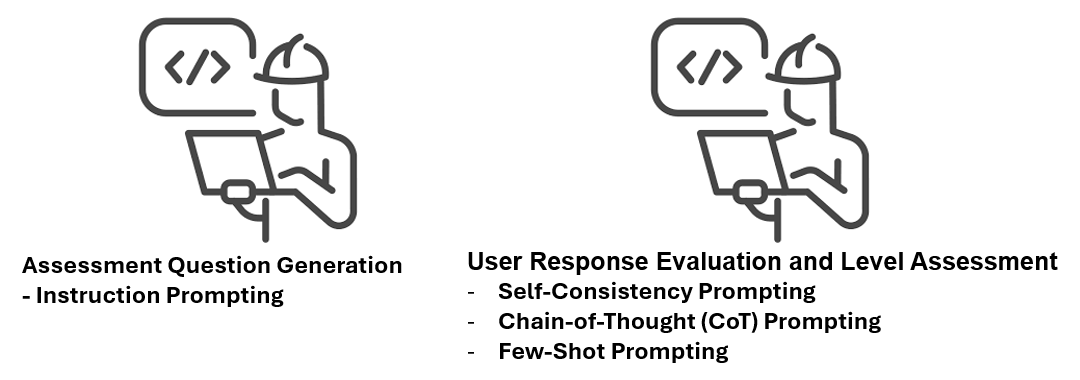 </>
</>
Assessment Question Generation
- Instruction Prompting
User Response Evaluation and Level Assessment
- Self-Consistency Prompting
- Chain-of-Thought (CoT) Prompting
- Few-Shot Prompting